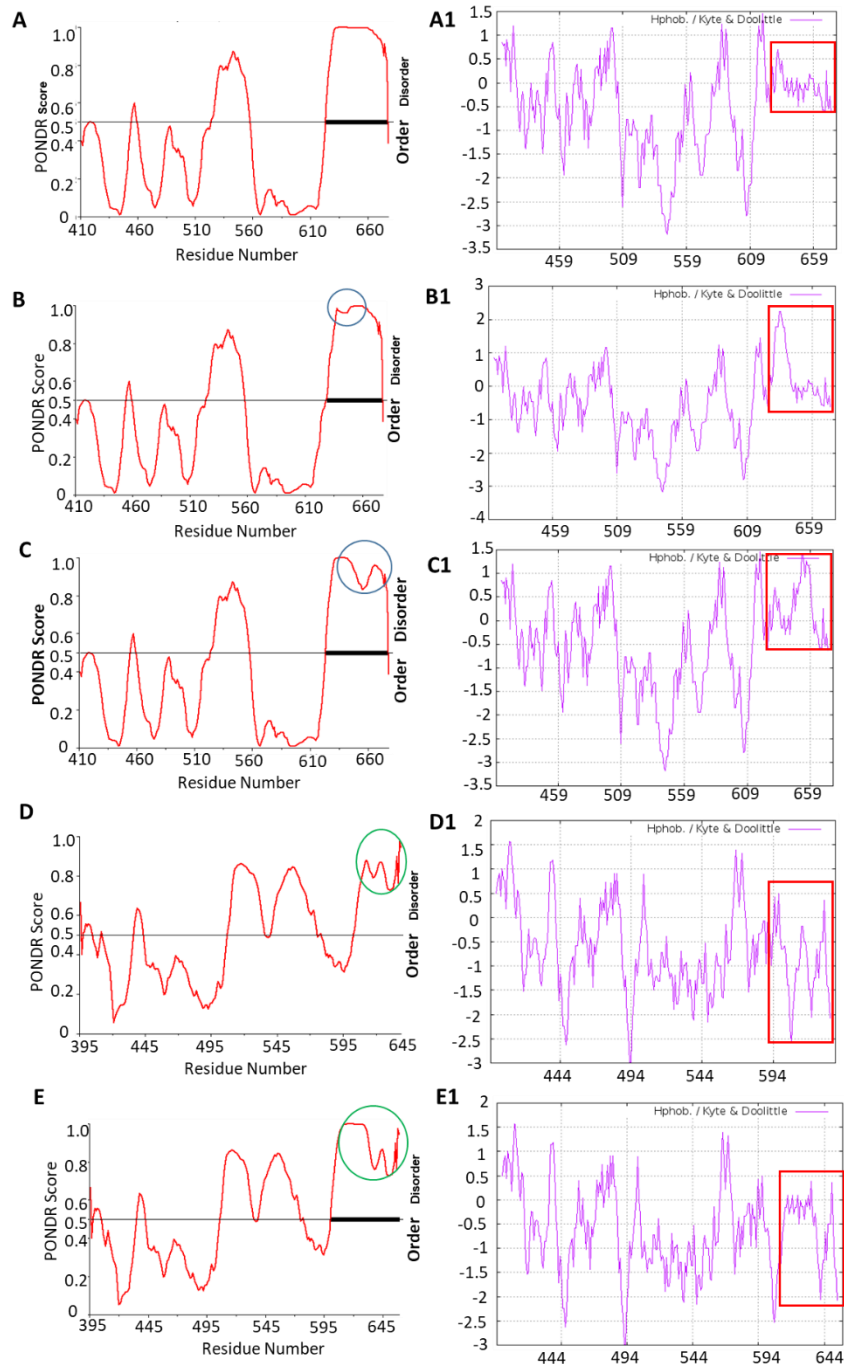 A
PONDR Score
1.0
0.8
0.6
0.5
0.4
0.2
0
Disorder
Order
410 460 510 560 610 660
Residue Number
A1
Hphob. / Kyte & Doolittle
1.5
1
0.5
0
-0.5
-1
-1.5
-2
-2.5
-3
-3.5
459 509 559 609 659
B
PONDR Score
1.0
0.8
0.6
0.5
0.4
0.2
0
Disorder
Order
410 460 510 560 610 660
Residue Number
B1
Hphob. / Kyte & Doolittle
3
2
1
0
-1
-2
-3
-4
459 509 559 609 659
C
PONDR Score
1.0
0.8
0.6
0.5
0.4
0.2
0
Disorder
Order
410 460 510 560 610 660
Residue Number
C1
Hphob. / Kyte & Doolittle
1.5
1
0.5
0
-0.5
-1
-1.5
-2
-2.5
-3
-3.5
459 509 559 609 659
D
PONDR Score
1.0
0.8
0.6
0.5
0.4
0.2
0
Disorder
Order
395 445 495 545 595 645
Residue Number
D1
Hphob. / Kyte & Doolittle
2
1.5
1
0.5
0
-0.5
-1
-1.5
-2
-2.5
-3
444 494 544 594
E
PONDR Score
1.0
0.8
0.6
0.5
0.4
0.2
0
Disorder
Order
395 445 495 545 595 645
Residue Number
E1
Hphob. / Kyte & Doolittle
2
1.5
1
0.5
0
-0.5
-1
-1.5
-2
-2.5
-3
444 494 544 594 644